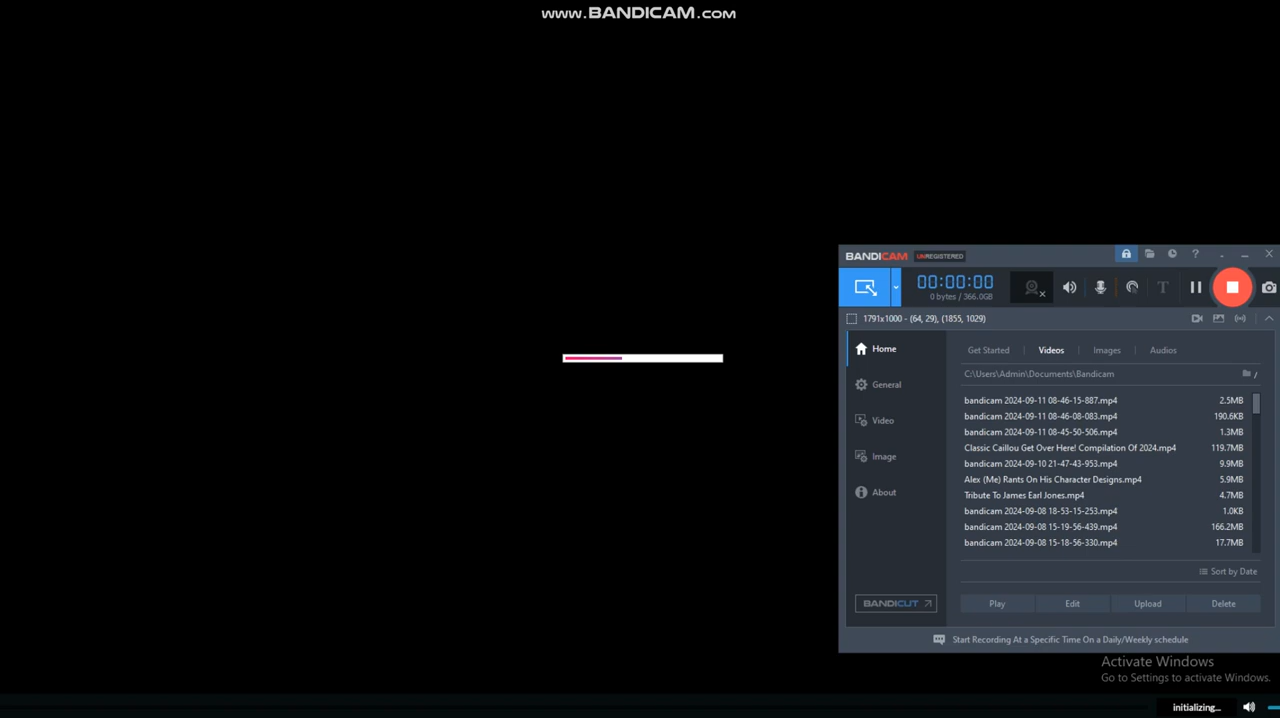 www.BANDICAM.com
BANDICAM UNREGISTERED
00:00:00
0 bytes / 366.0GB
1791x1000 - (64, 29), (1855, 1029)
Home
Get Started
Videos
Images
Audios
C:\Users\Admin\Documents\Bandicam
General
bandicam 2024-09-11 08-46-15-887.mp4 2.5MB
bandicam 2024-09-11 08-46-08-083.mp4 190.6KB
Video
bandicam 2024-09-11 08-45-50-506.mp4 1.3MB
Classic Caillou Get Over Here! Compilation Of 2024.mp4 119.7MB
Image
bandicam 2024-09-10 21-47-43-953.mp4 9.9MB
Alex (Me) Rants On His Character Designs.mp4 5.9MB
About
Tribute To James Earl Jones.mp4 4.7MB
bandicam 2024-09-08 18-53-15-253.mp4 1.0KB
bandicam 2024-09-08 15-19-56-439.mp4 166.2MB
bandicam 2024-09-08 15-18-56-330.mp4 17.7MB
Sort by Date
BANDICUT
Play
Edit
Upload
Delete
Start Recording At a Specific Time On a Daily/Weekly schedule
Activate Windows
Go to Settings to activate Windows.
initializing...